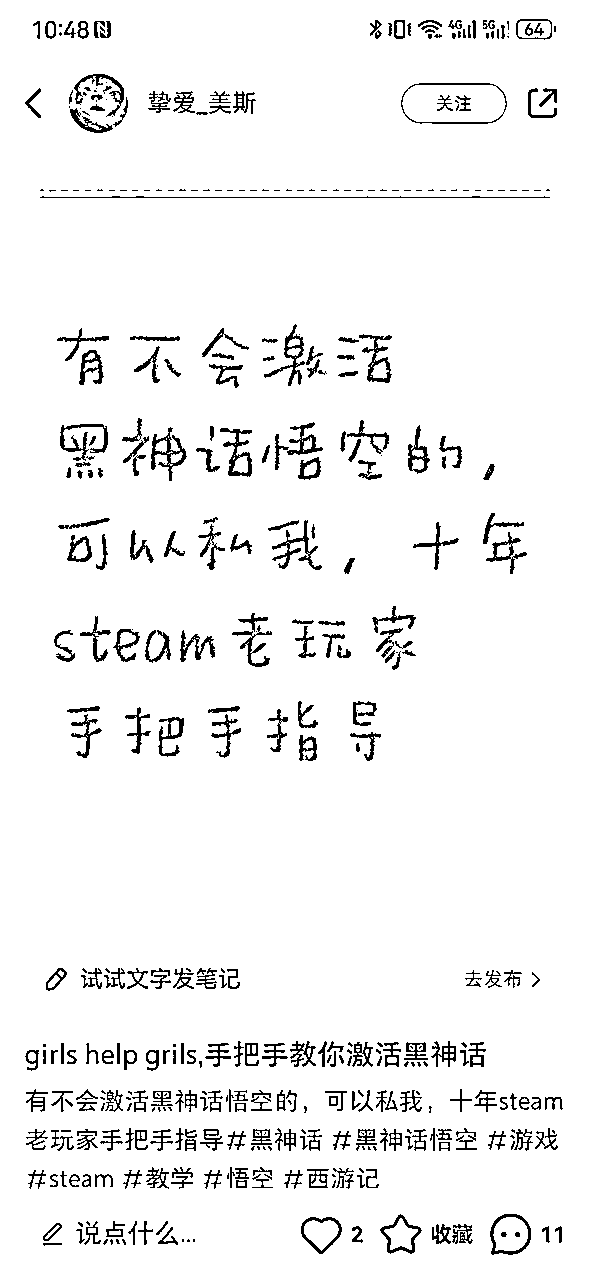 10:48 4G 5G 64
挚爱_美斯 关注
有不会激活
黑神话悟空的，
可以私我，十年
steam老玩家
手把手指导
试试文字发笔记 去发布
girls help grils,手把手教你激活黑神话
有不会激活黑神话悟空的，可以私我，十年steam
老玩家手把手指导#黑神话 #黑神话悟空 #游戏
#steam #教学 #悟空 #西游记
说点什么... 2 收藏 11